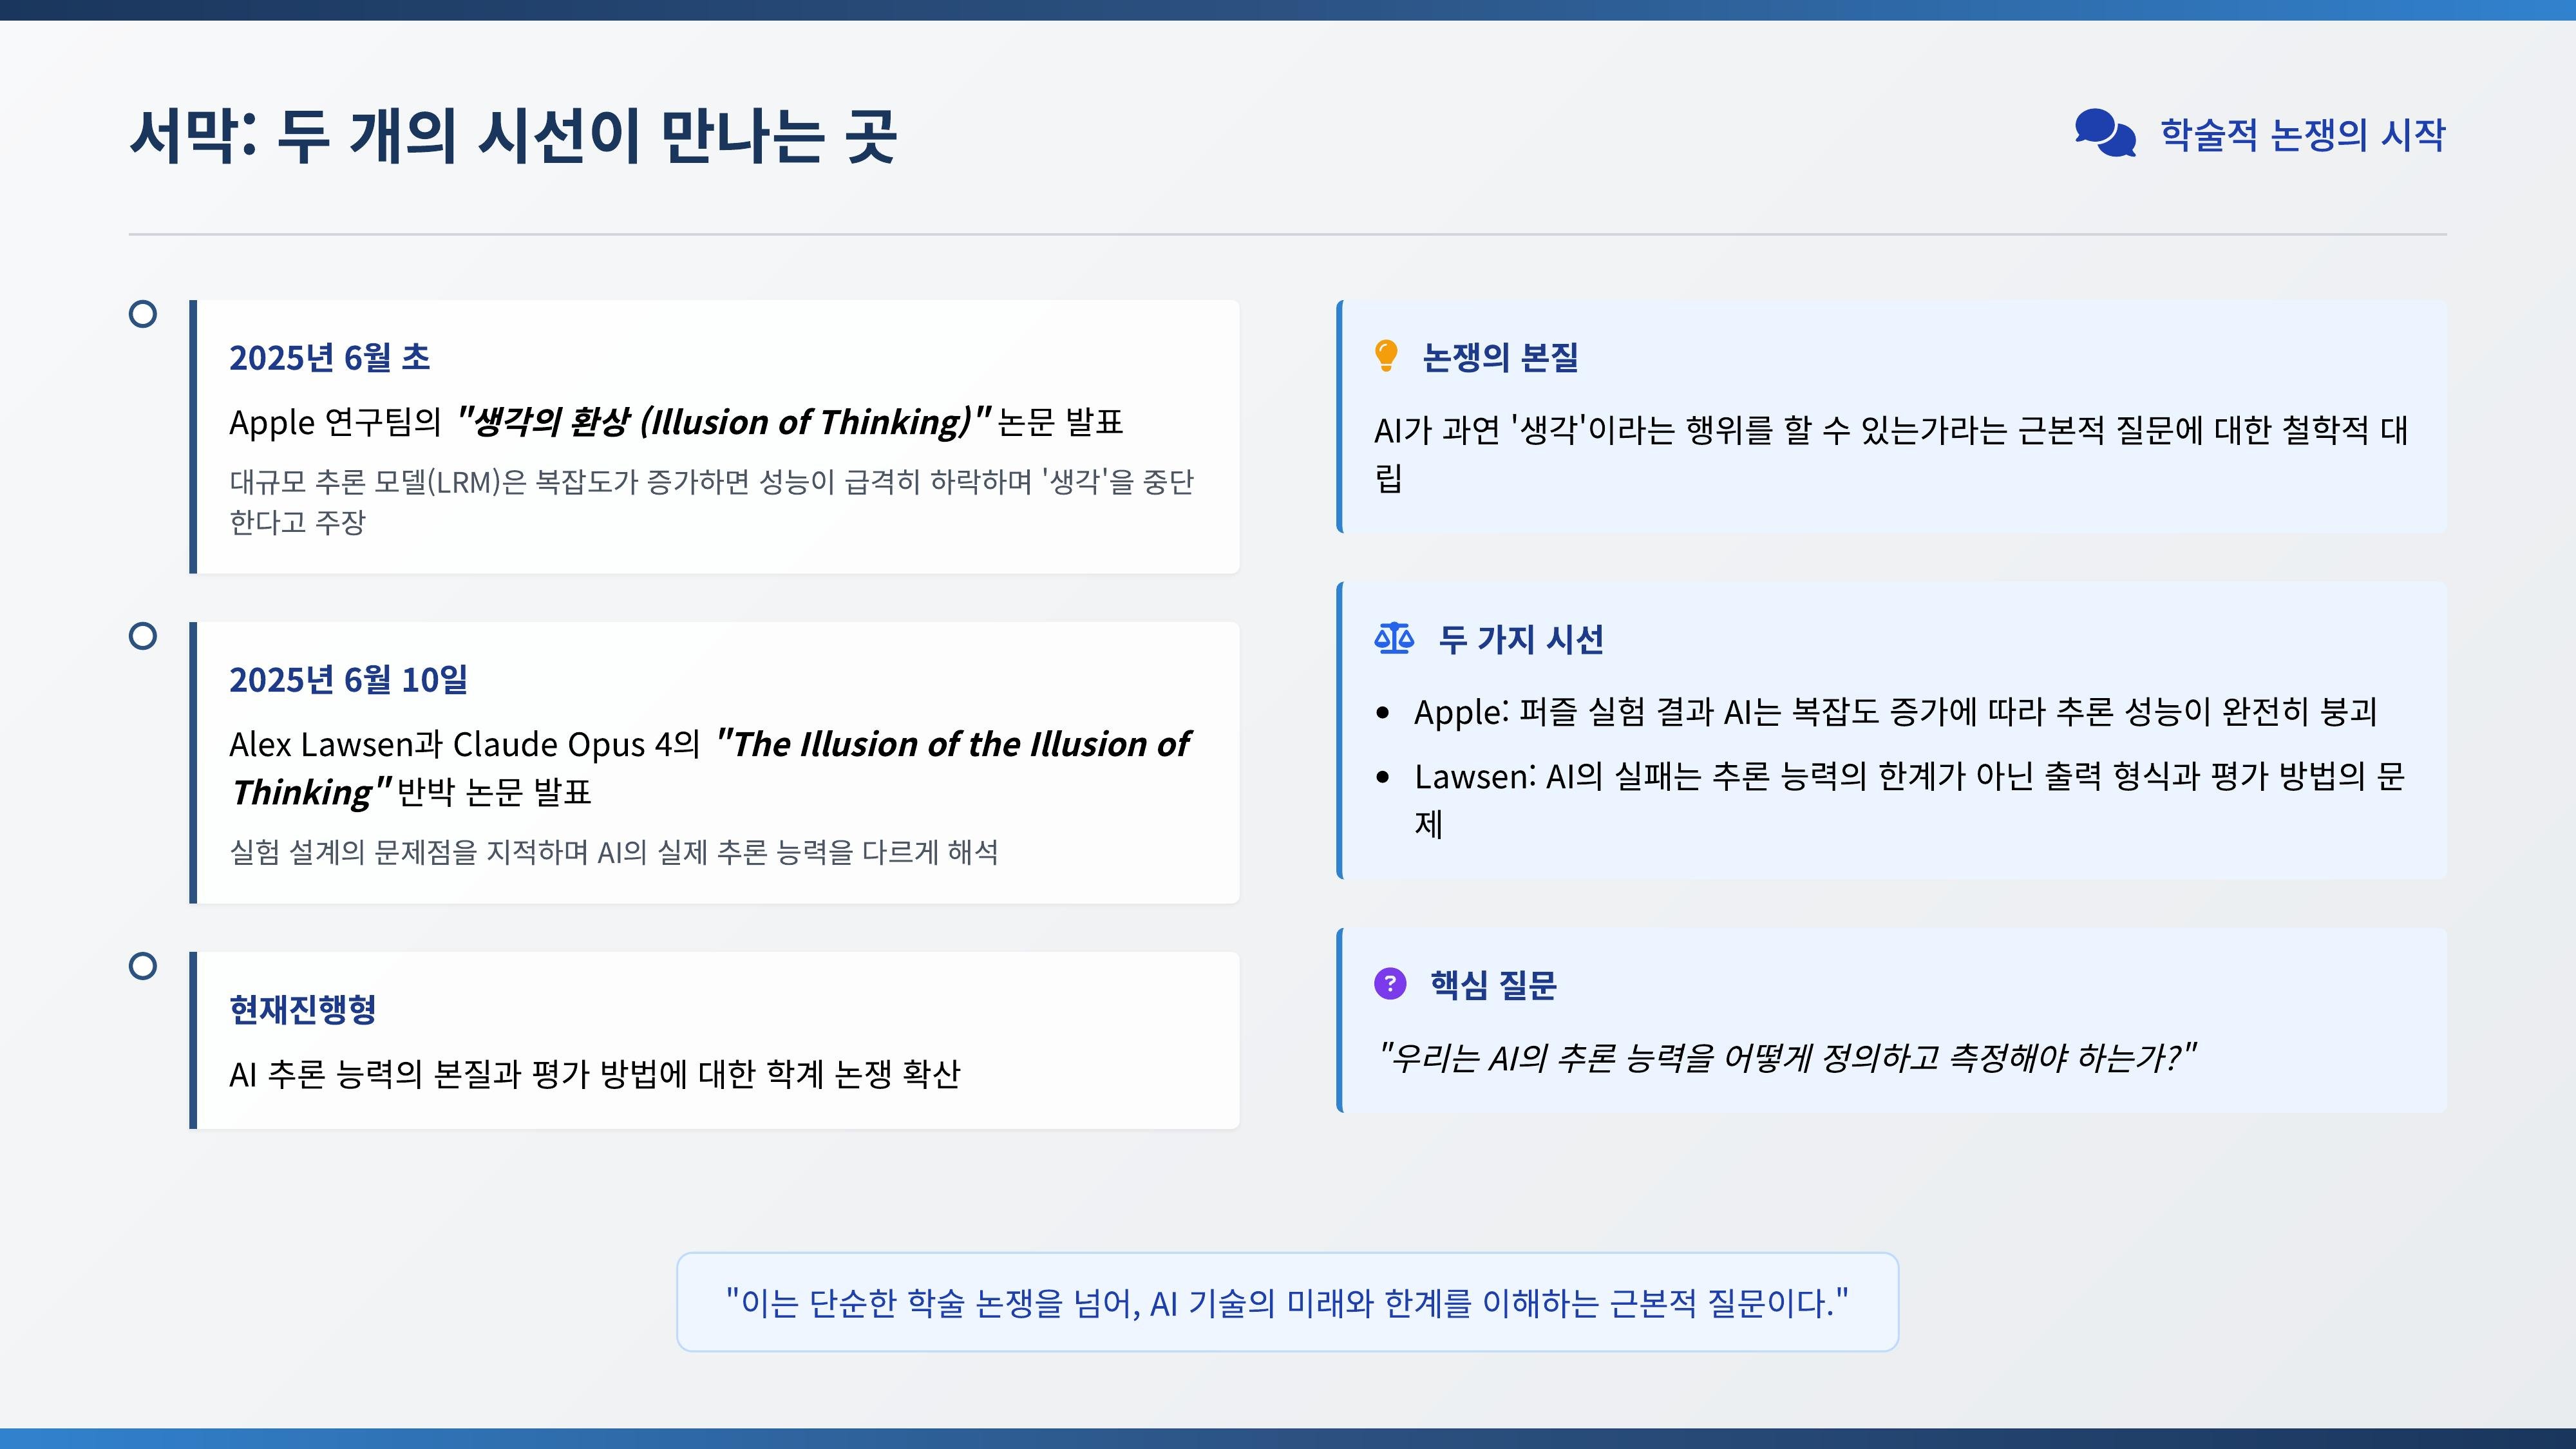 서막: 두 개의 시선이 만나는 곳
학술적 논쟁의 시작
2025년 6월 초
Apple 연구팀의 "생각의 환상 (Illusion of Thinking)" 논문 발표
대규모 추론 모델(LRM)은 복잡도가 증가하면 성능이 급격히 하락하며 '생각'을 중단
한다고 주장
2025년 6월 10일
Alex Lawsen과 Claude Opus 4의 "The Illusion of the Illusion of
Thinking" 반박 논문 발표
실험 설계의 문제점을 지적하며 AI의 실제 추론 능력을 다르게 해석
현재진행형
AI 추론 능력의 본질과 평가 방법에 대한 학계 논쟁 확산
논쟁의 본질
AI가 과연 '생각'이라는 행위를 할 수 있는가라는 근본적 질문에 대한 철학적 대
립
두 가지 시선
• Apple: 퍼즐 실험 결과 AI는 복잡도 증가에 따라 추론 성능이 완전히 붕괴
• Lawsen: AI의 실패는 추론 능력의 한계가 아닌 출력 형식과 평가 방법의 문
제
핵심 질문
"우리는 AI의 추론 능력을 어떻게 정의하고 측정해야 하는가?"
"이는 단순한 학술 논쟁을 넘어, AI 기술의 미래와 한계를 이해하는 근본적 질문이다."